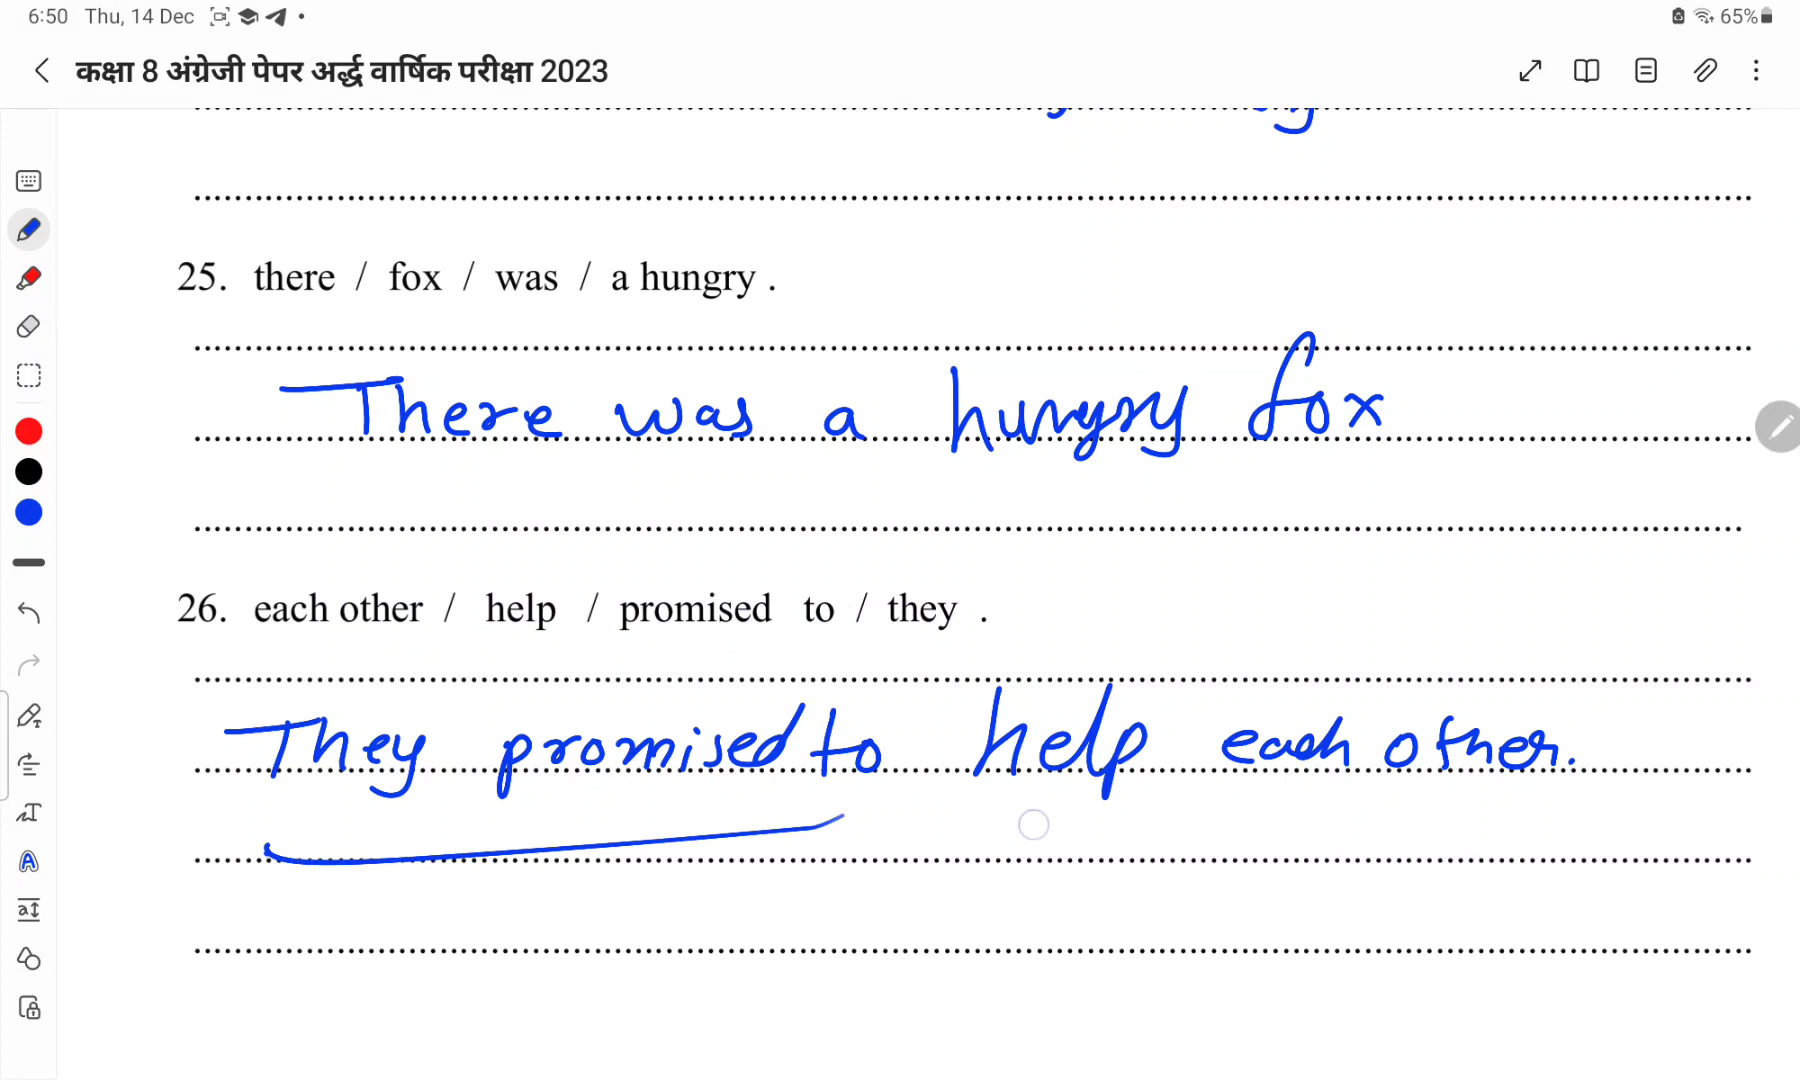 6:50 Thu, 14 Dec
65%
कक्षा 8 अंग्रेजी पेपर अर्द्ध वार्षिक परीक्षा 2023
25. there / fox / was / a hungry .
There was a hungry fox
26. each other / help / promised to / they .
They promised to help each other.